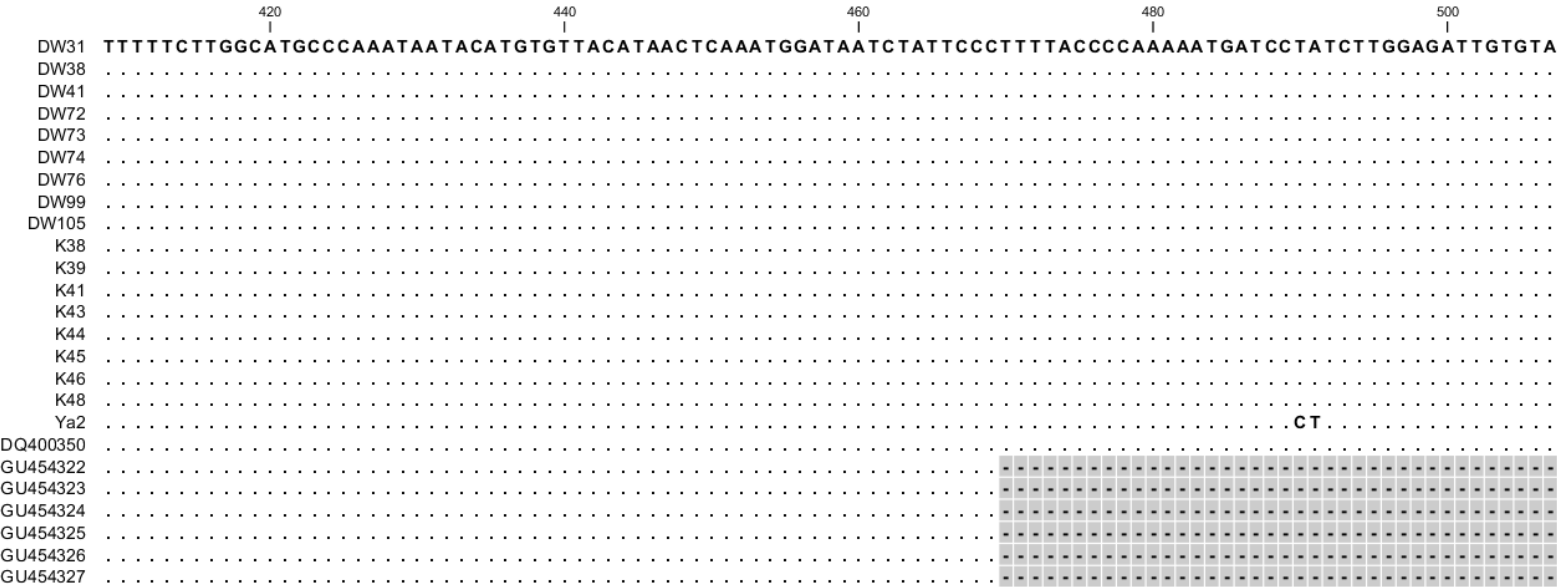 420 440 460 480 500
DW31 TTTTTCTTGGCATGCCCAAATAATACATGTGTTACATAACTCAAATGGATAATCTATTCCCTTTTACCCCAAAAATGATCCTATCTTGGAGATTGTGTA
DW38 ...................................................................................................
DW41 ...................................................................................................
DW72 ...................................................................................................
DW73 ...................................................................................................
DW74 ...................................................................................................
DW76 ...................................................................................................
DW99 ...................................................................................................
DW105 ...................................................................................................
K38 ...................................................................................................
K39 ...................................................................................................
K41 ...................................................................................................
K43 ...................................................................................................
K44 ...................................................................................................
K45 ...................................................................................................
K46 ...................................................................................................
K48 ...................................................................................................
Ya2 .................................................................................CT................
DQ400350 ...................................................................................................
GU454322 .............................................................--------------------------------------
GU454323 .............................................................--------------------------------------
GU454324 .............................................................--------------------------------------
GU454325 .............................................................--------------------------------------
GU454326 .............................................................--------------------------------------
GU454327 .............................................................--------------------------------------